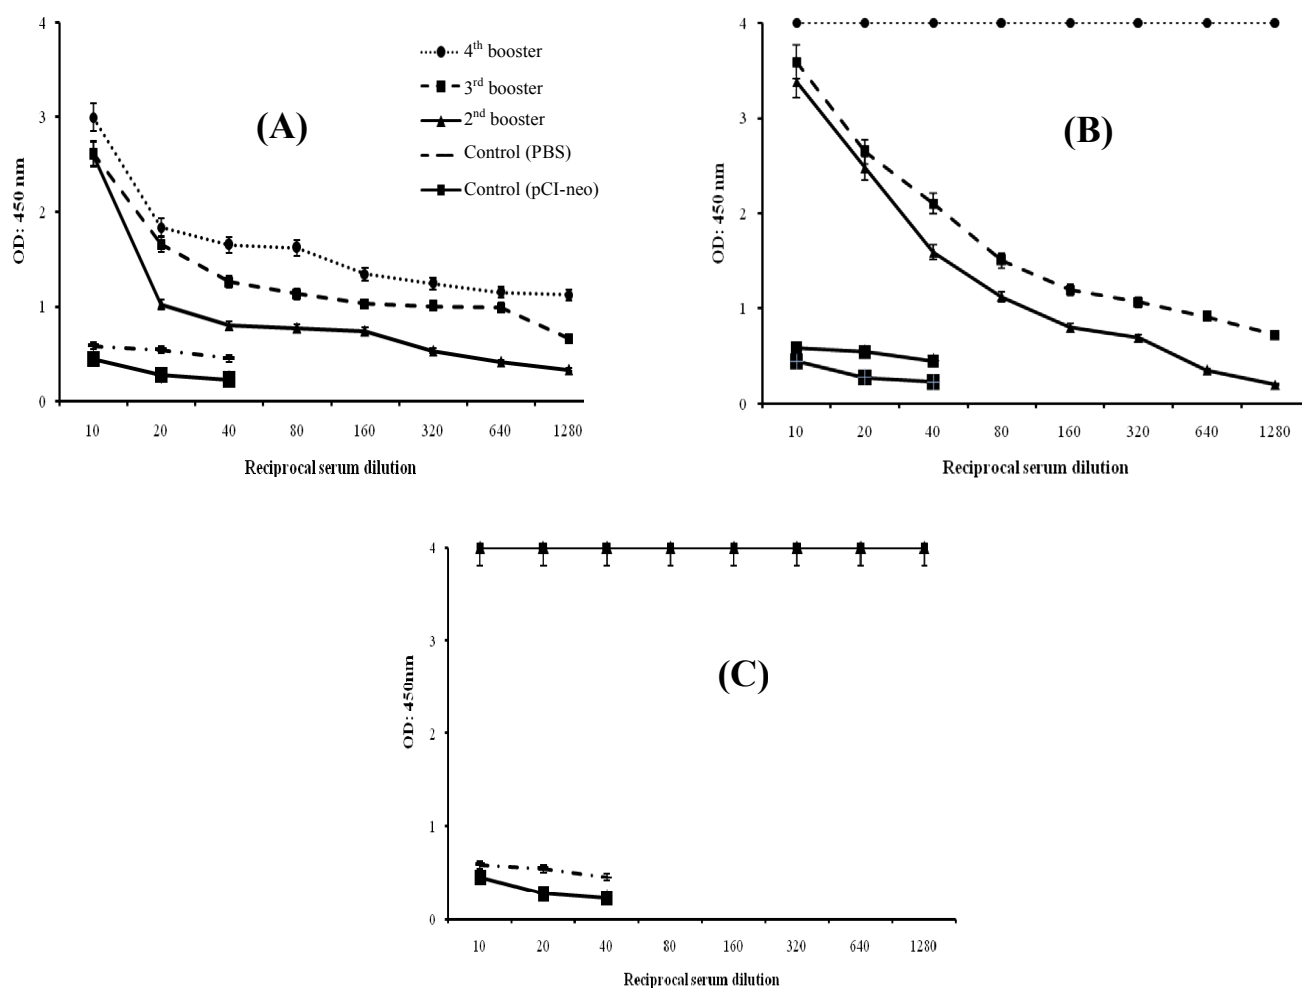 4
3
2
1
0
OD: 450 nm
(A)
4th booster
3rd booster
2nd booster
Control (PBS)
Control (pCI-neo)
10 20 40 80 160 320 640 1280
Reciprocal serum dilution
4
3
2
1
0
OD: 450 nm
(B)
10 20 40 80 160 320 640 1280
Reciprocal serum dilution
4
3
2
1
0
OD: 450nm
(C)
10 20 40 80 160 320 640 1280
Reciprocal serum dilution